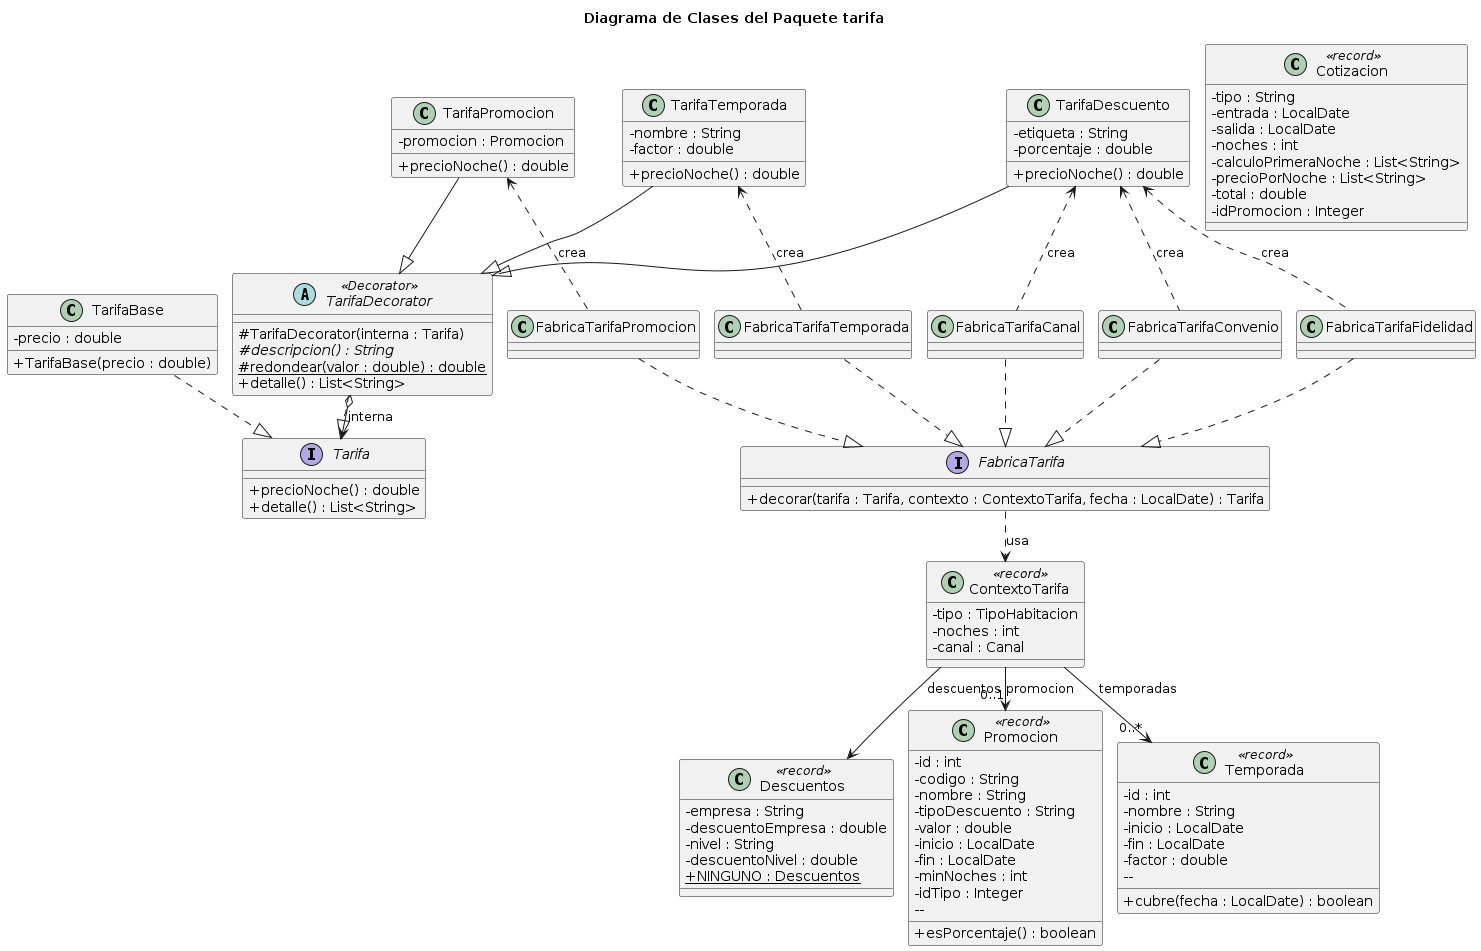 Diagrama de Clases del Paquete tarifa
«record»
Cotizacion
-tipo : String
-entrada : LocalDate
-salida : LocalDate
-noches : int
-calculoPrimeraNoche : List<String>
-precioPorNoche : List<String>
-total : double
-idPromocion : Integer
TarifaPromocion
-promocion : Promocion
+precioNoche() : double
TarifaTemporada
-nombre : String
-factor : double
+precioNoche() : double
TarifaDescuento
-etiqueta : String
-porcentaje : double
+precioNoche() : double
crea
crea
crea
crea
crea
TarifaBase
-precio : double
+TarifaBase(precio : double)
«Decorator»
TarifaDecorator
#TarifaDecorator(interna : Tarifa)
#descripcion() : String
#redondear(valor : double) : double
+detalle() : List<String>
FabricaTarifaPromocion
FabricaTarifaTemporada
FabricaTarifaCanal
FabricaTarifaConvenio
FabricaTarifaFidelidad
interna
Tarifa
+precioNoche() : double
+detalle() : List<String>
FabricaTarifa
+decorar(tarifa : Tarifa, contexto : ContextoTarifa, fecha : LocalDate) : Tarifa
usa
«record»
ContextoTarifa
-tipo : TipoHabitacion
-noches : int
-canal : Canal
descuentos
promocion
0..1
temporadas
0..*
«record»
Descuentos
-empresa : String
-descuentoEmpresa : double
-nivel : String
-descuentoNivel : double
+NINGUNO : Descuentos
«record»
Promocion
-id : int
-codigo : String
-nombre : String
-tipoDescuento : String
-valor : double
-inicio : LocalDate
-fin : LocalDate
-minNoches : int
-idTipo : Integer
--
+esPorcentaje() : boolean
«record»
Temporada
-id : int
-nombre : String
-inicio : LocalDate
-fin : LocalDate
-factor : double
--
+cubre(fecha : LocalDate) : boolean